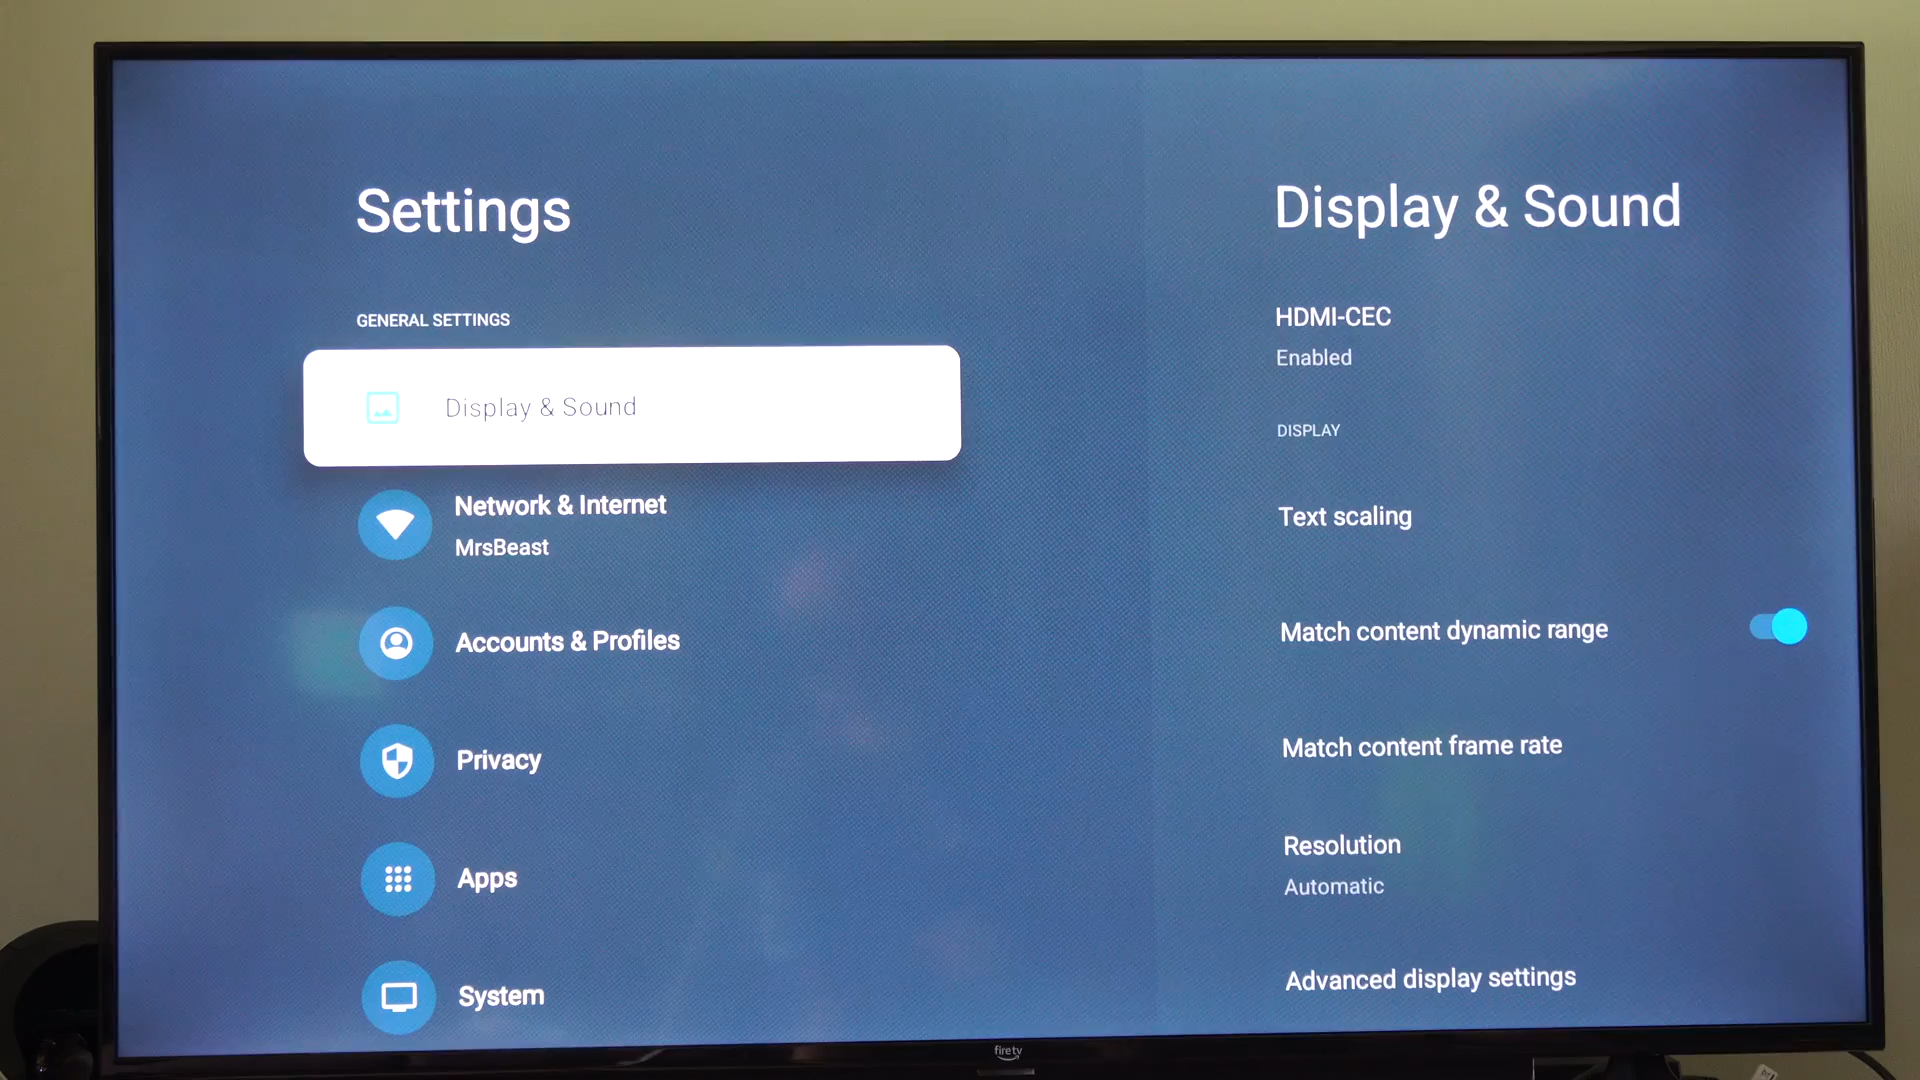 Settings
GENERAL SETTINGS
Display & Sound
Network & Internet
MrsBeast
Accounts & Profiles
Privacy
Apps
System
Display & Sound
HDMI-CEC
Enabled
DISPLAY
Text scaling
Match content dynamic range
Match content frame rate
Resolution
Automatic
Advanced display settings
firetv